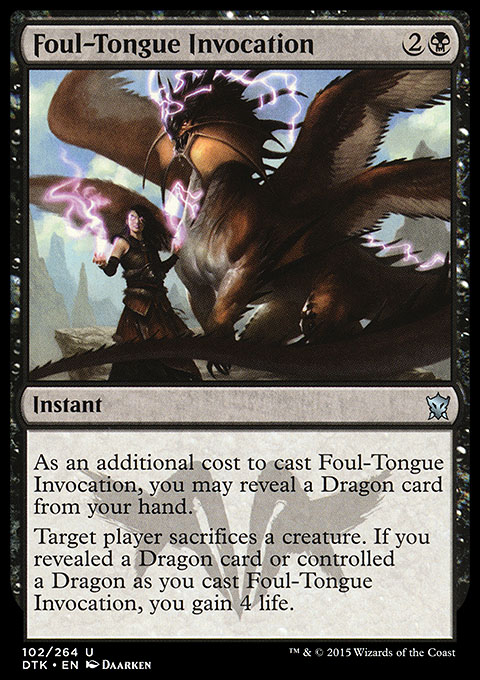 Foul-Tongue Invocation 2
Instant
As an additional cost to cast Foul-Tongue
Invocation, you may reveal a Dragon card
from your hand.
Target player sacrifices a creature. If you
revealed a Dragon card or controlled
a Dragon as you cast Foul-Tongue
Invocation, you gain 4 life.
102/264 U
DTK • EN Daarken
™ & © 2015 Wizards of the Coast